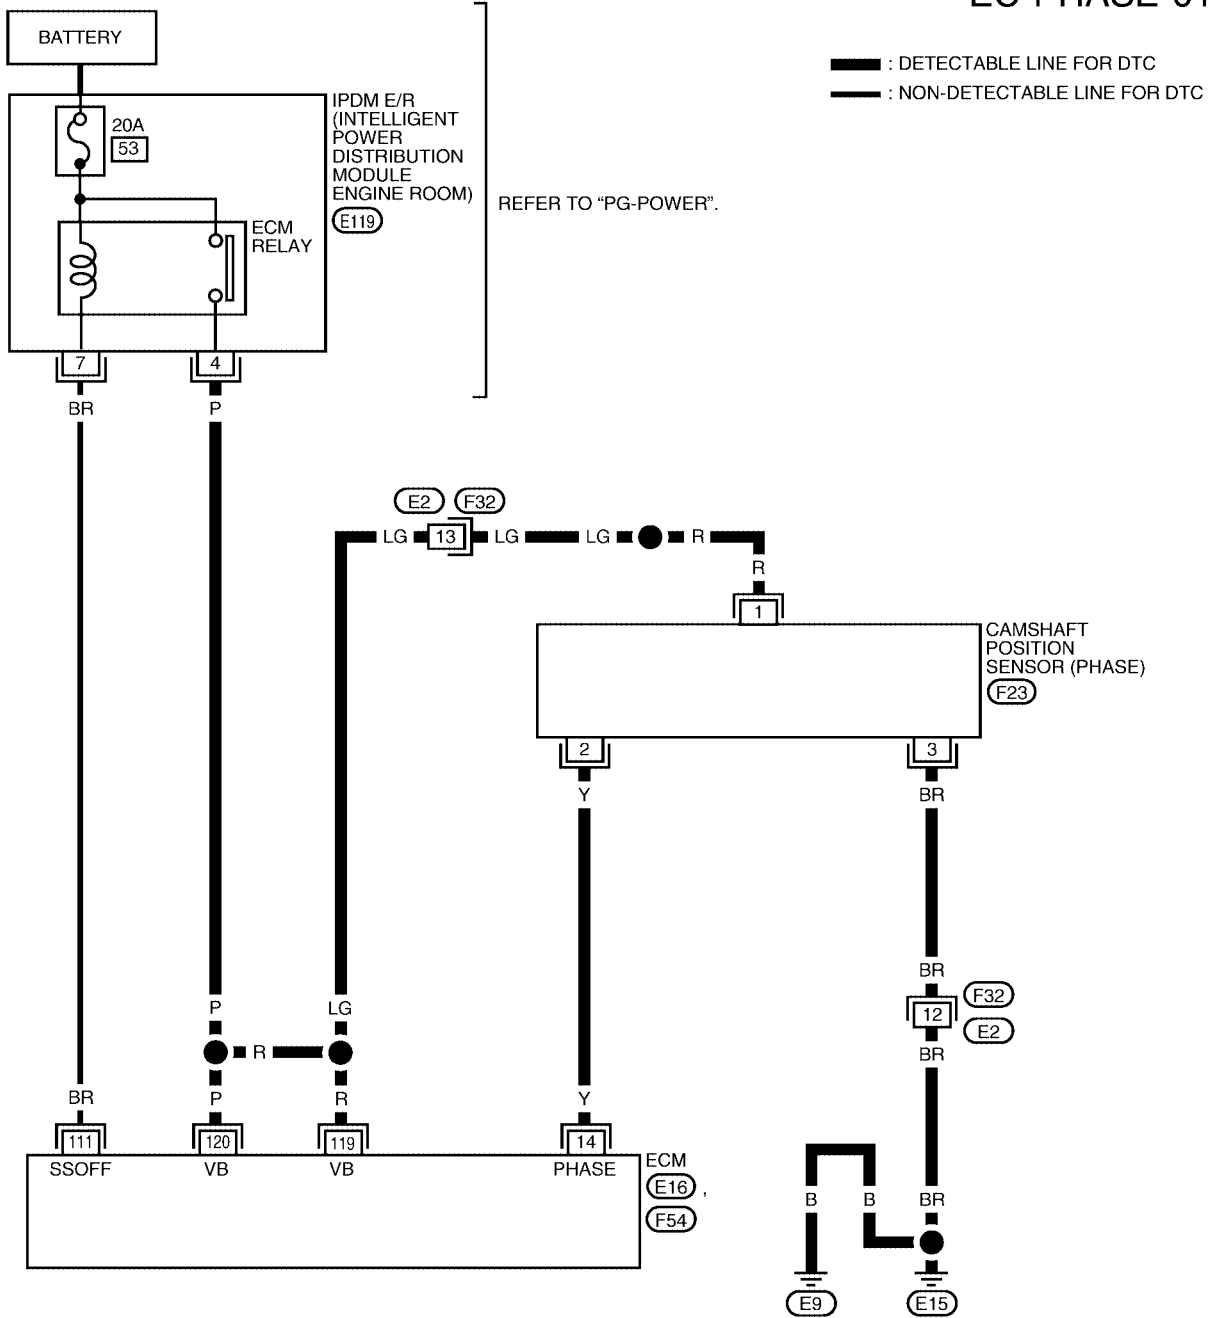 BATTERY
: DETECTABLE LINE FOR DTC
: NON-DETECTABLE LINE FOR DTC
20A
53
IPDM E/R
(INTELLIGENT
POWER
DISTRIBUTION
MODULE
ENGINE ROOM)
E119
REFER TO “PG-POWER”.
ECM
RELAY
7
4
BR
P
E2
F32
LG
13
LG
LG
R
R
1
CAMSHAFT
POSITION
SENSOR (PHASE)
F23
2
3
Y
BR
BR
F32
12
E2
BR
P
LG
R
BR
P
R
Y
111
120
119
14
SSOFF
VB
VB
PHASE
ECM
E16 ,
F54
B
B
BR
E9
E15